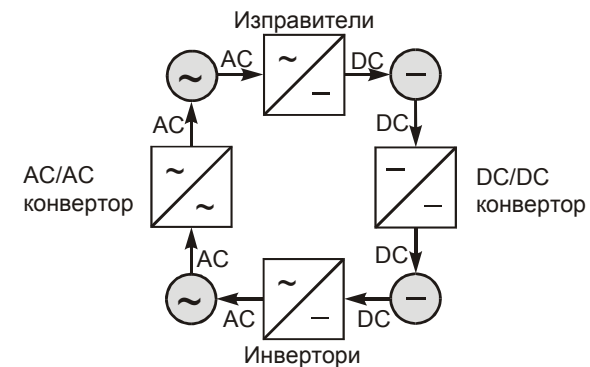 Изправители
AC
DC
AC
DC
AC/AC
конвертор
DC/DC
конвертор
AC
DC
AC
DC
Инвертори